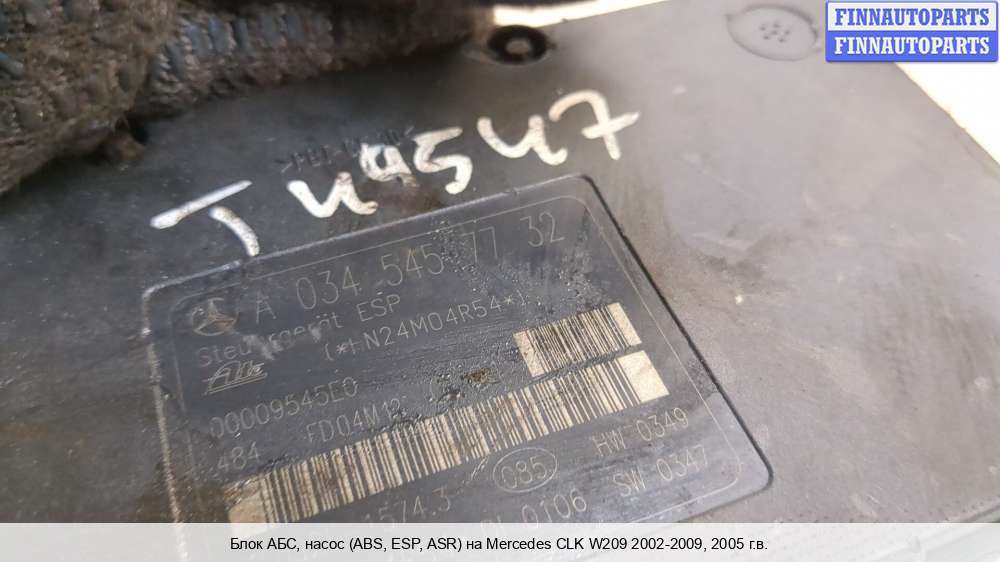 FINNAUTOPARTS
FINNAUTOPARTS
TU9547
A 034 545 77 32
Steuergerät ESP
(*+N24M04R54*)
Ate
00009545E0
484 FD04M12
085 HW 0349
0106 SW 0347
Блок АБС, насос (ABS, ESP, ASR) на Mercedes CLK W209 2002-2009, 2005 г.в.